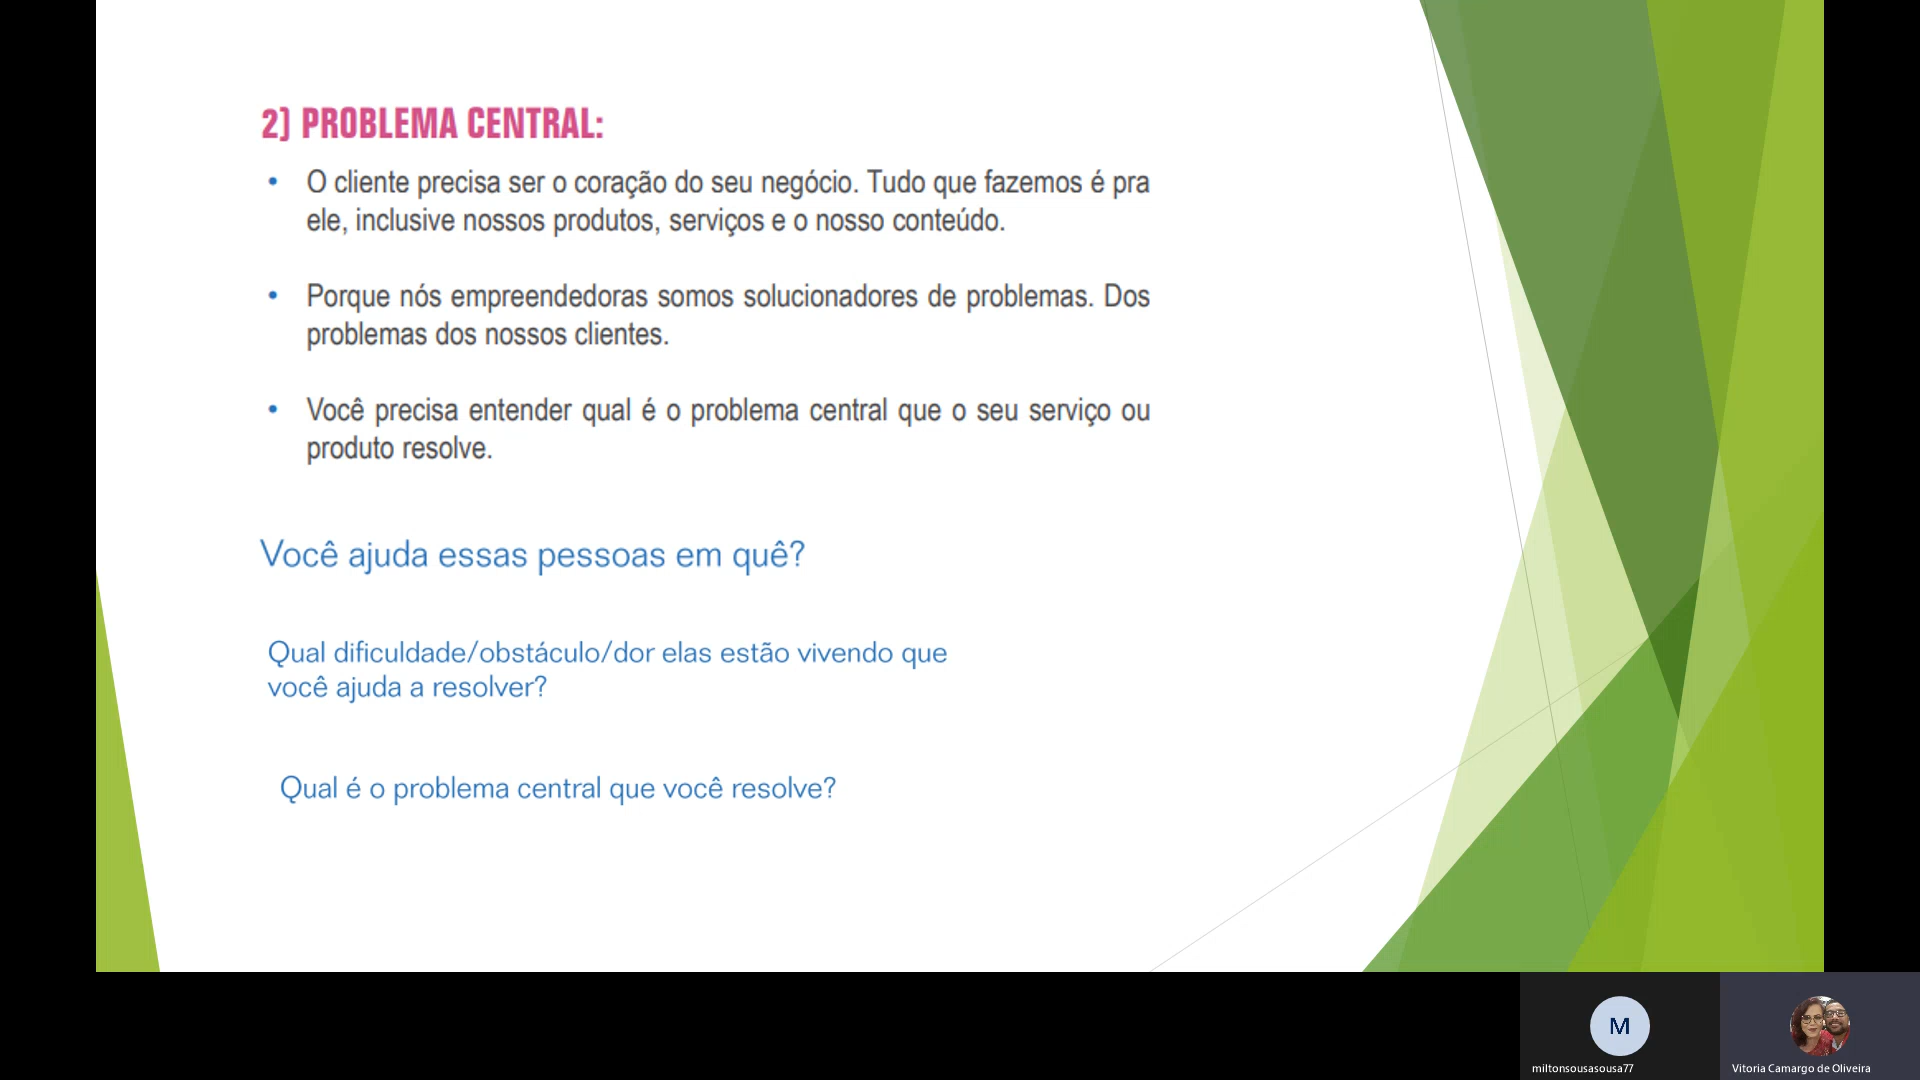 2) PROBLEMA CENTRAL:
• O cliente precisa ser o coração do seu negócio. Tudo que fazemos é pra
ele, inclusive nossos produtos, serviços e o nosso conteúdo.
• Porque nós empreendedoras somos solucionadores de problemas. Dos
problemas dos nossos clientes.
• Você precisa entender qual é o problema central que o seu serviço ou
produto resolve.
Você ajuda essas pessoas em quê?
Qual dificuldade/obstáculo/dor elas estão vivendo que
você ajuda a resolver?
Qual é o problema central que você resolve?
M
miltonsousasousa77
Vitoria Camargo de Oliveira